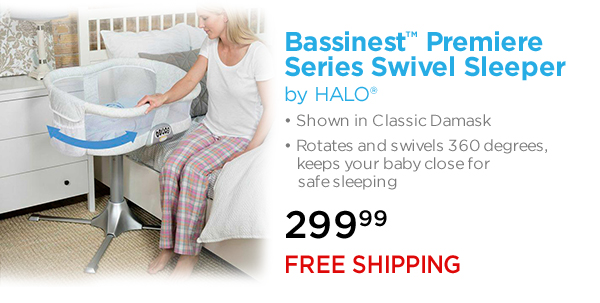 Bassinest™ Premiere
Series Swivel Sleeper
by HALO®
• Shown in Classic Damask
• Rotates and swivels 360 degrees,
keeps your baby close for
safe sleeping
299⁹⁹
FREE SHIPPING